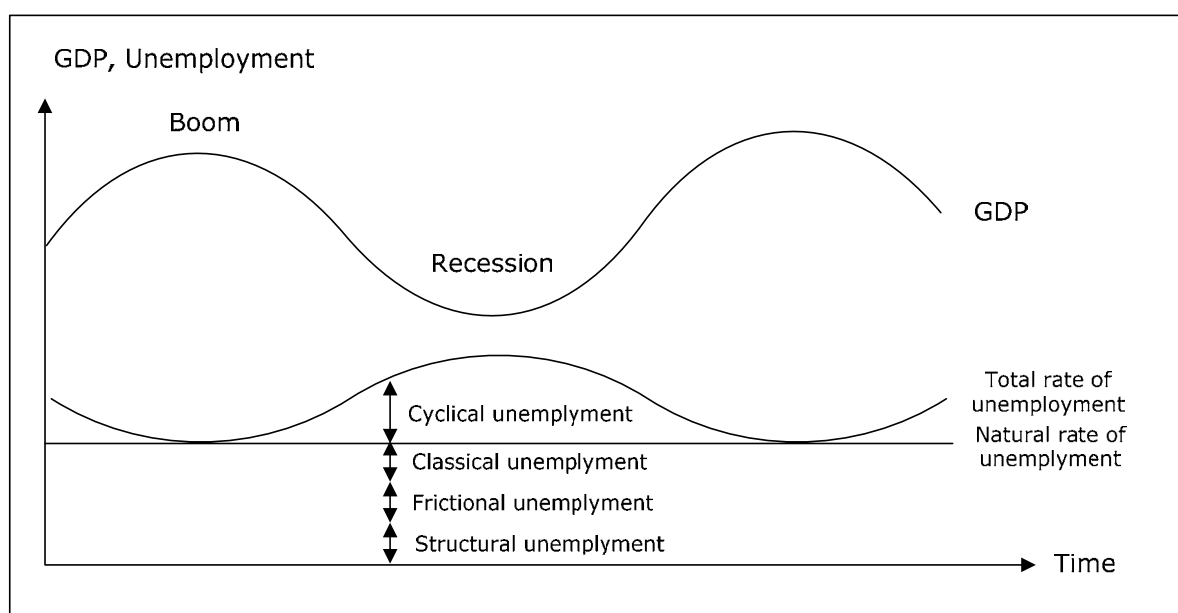 GDP, Unemployment
Boom
Recession
GDP
Total rate of
unemployment
Cyclical unemplyment
Natural rate of
unemplyment
Classical unemplyment
Frictional unemplyment
Structural unemplyment
Time